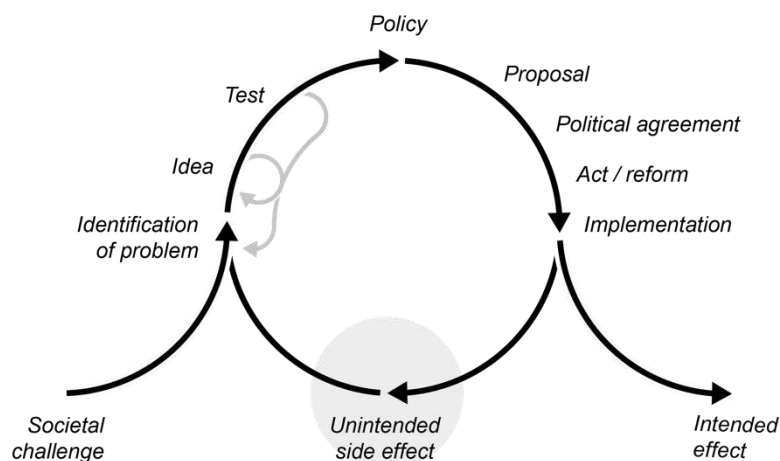 Policy
Proposal
Test
Political agreement
Idea
Act / reform
Identification
of problem
Implementation
Societal
challenge
Unintended
side effect
Intended
effect